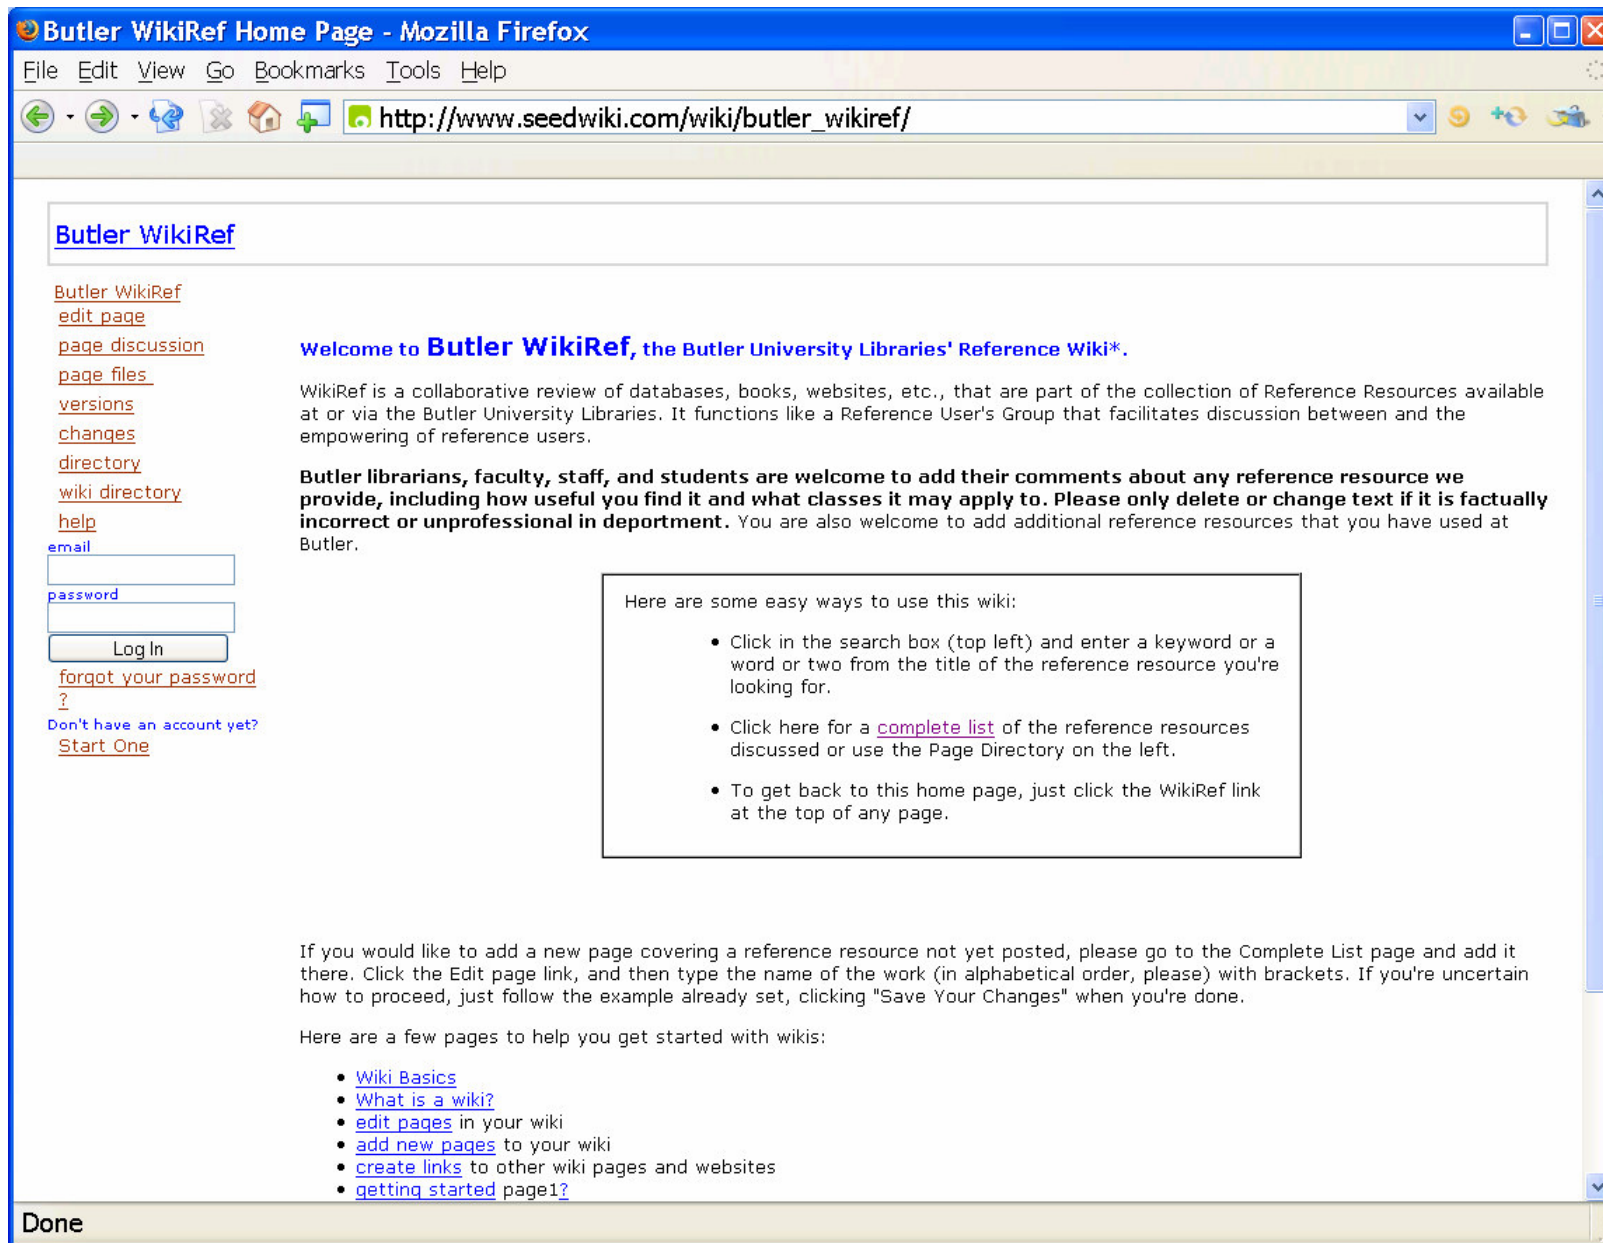 Butler WikiRef Home Page - Mozilla Firefox
File Edit View Go Bookmarks Tools Help
http://www.seedwiki.com/wiki/butler_wikiref/
Butler WikiRef
Butler WikiRef
edit page
page discussion
page files
versions
changes
directory
wiki directory
help
email
password
Log In
forgot your password
?
Don't have an account yet?
Start One
Welcome to Butler WikiRef, the Butler University Libraries' Reference Wiki*.
WikiRef is a collaborative review of databases, books, websites, etc., that are part of the collection of Reference Resources available
at or via the Butler University Libraries. It functions like a Reference User's Group that facilitates discussion between and the
empowering of reference users.
Butler librarians, faculty, staff, and students are welcome to add their comments about any reference resource we
provide, including how useful you find it and what classes it may apply to. Please only delete or change text if it is factually
incorrect or unprofessional in deportment. You are also welcome to add additional reference resources that you have used at
Butler.
Here are some easy ways to use this wiki:
• Click in the search box (top left) and enter a keyword or a
word or two from the title of the reference resource you're
looking for.
• Click here for a complete list of the reference resources
discussed or use the Page Directory on the left.
• To get back to this home page, just click the WikiRef link
at the top of any page.
If you would like to add a new page covering a reference resource not yet posted, please go to the Complete List page and add it
there. Click the Edit page link, and then type the name of the work (in alphabetical order, please) with brackets. If you're uncertain
how to proceed, just follow the example already set, clicking "Save Your Changes" when you're done.
Here are a few pages to help you get started with wikis:
• Wiki Basics
• What is a wiki?
• edit pages in your wiki
• add new pages to your wiki
• create links to other wiki pages and websites
• getting started page1?
Done